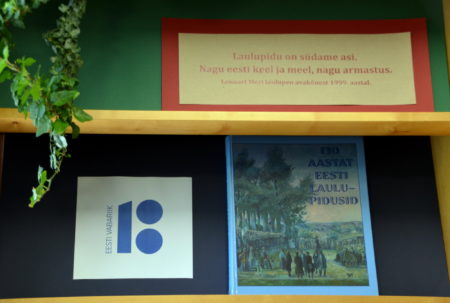 Laulupidu on südame asi.
Nagu eesti keel ja meel, nagu armastus.
Lennart Meri laulupeo avakõnest 1999. aastal.
EESTI VABARIIK
100
130
AASTAT
EESTI
LAULU-
PIDUSID